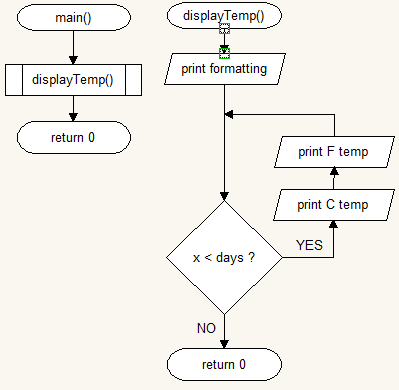 main()
displayTemp()
return 0
displayTemp()
print formatting
print F temp
print C temp
x < days ?
YES
NO
return 0